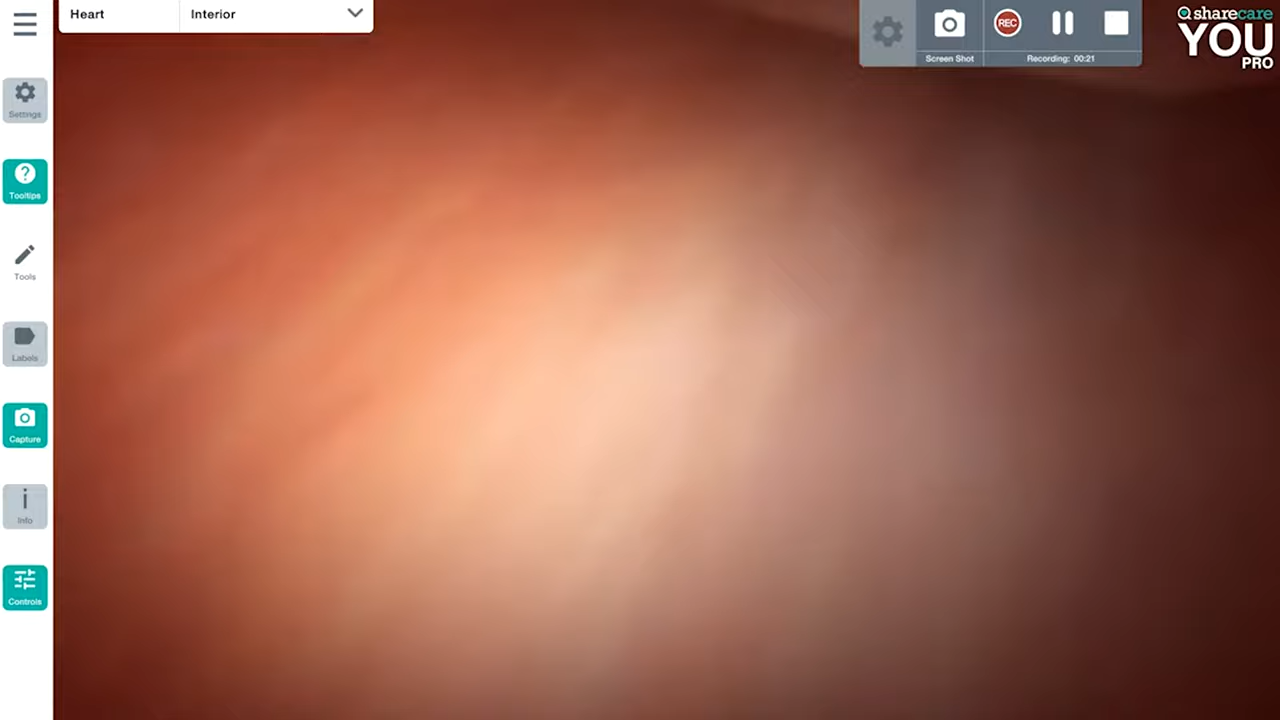 Heart
Interior
REC
Screen Shot
Recording: 00:21
sharecare
YOU
PRO
Settings
Tooltips
Tools
Labels
Capture
Info
Controls